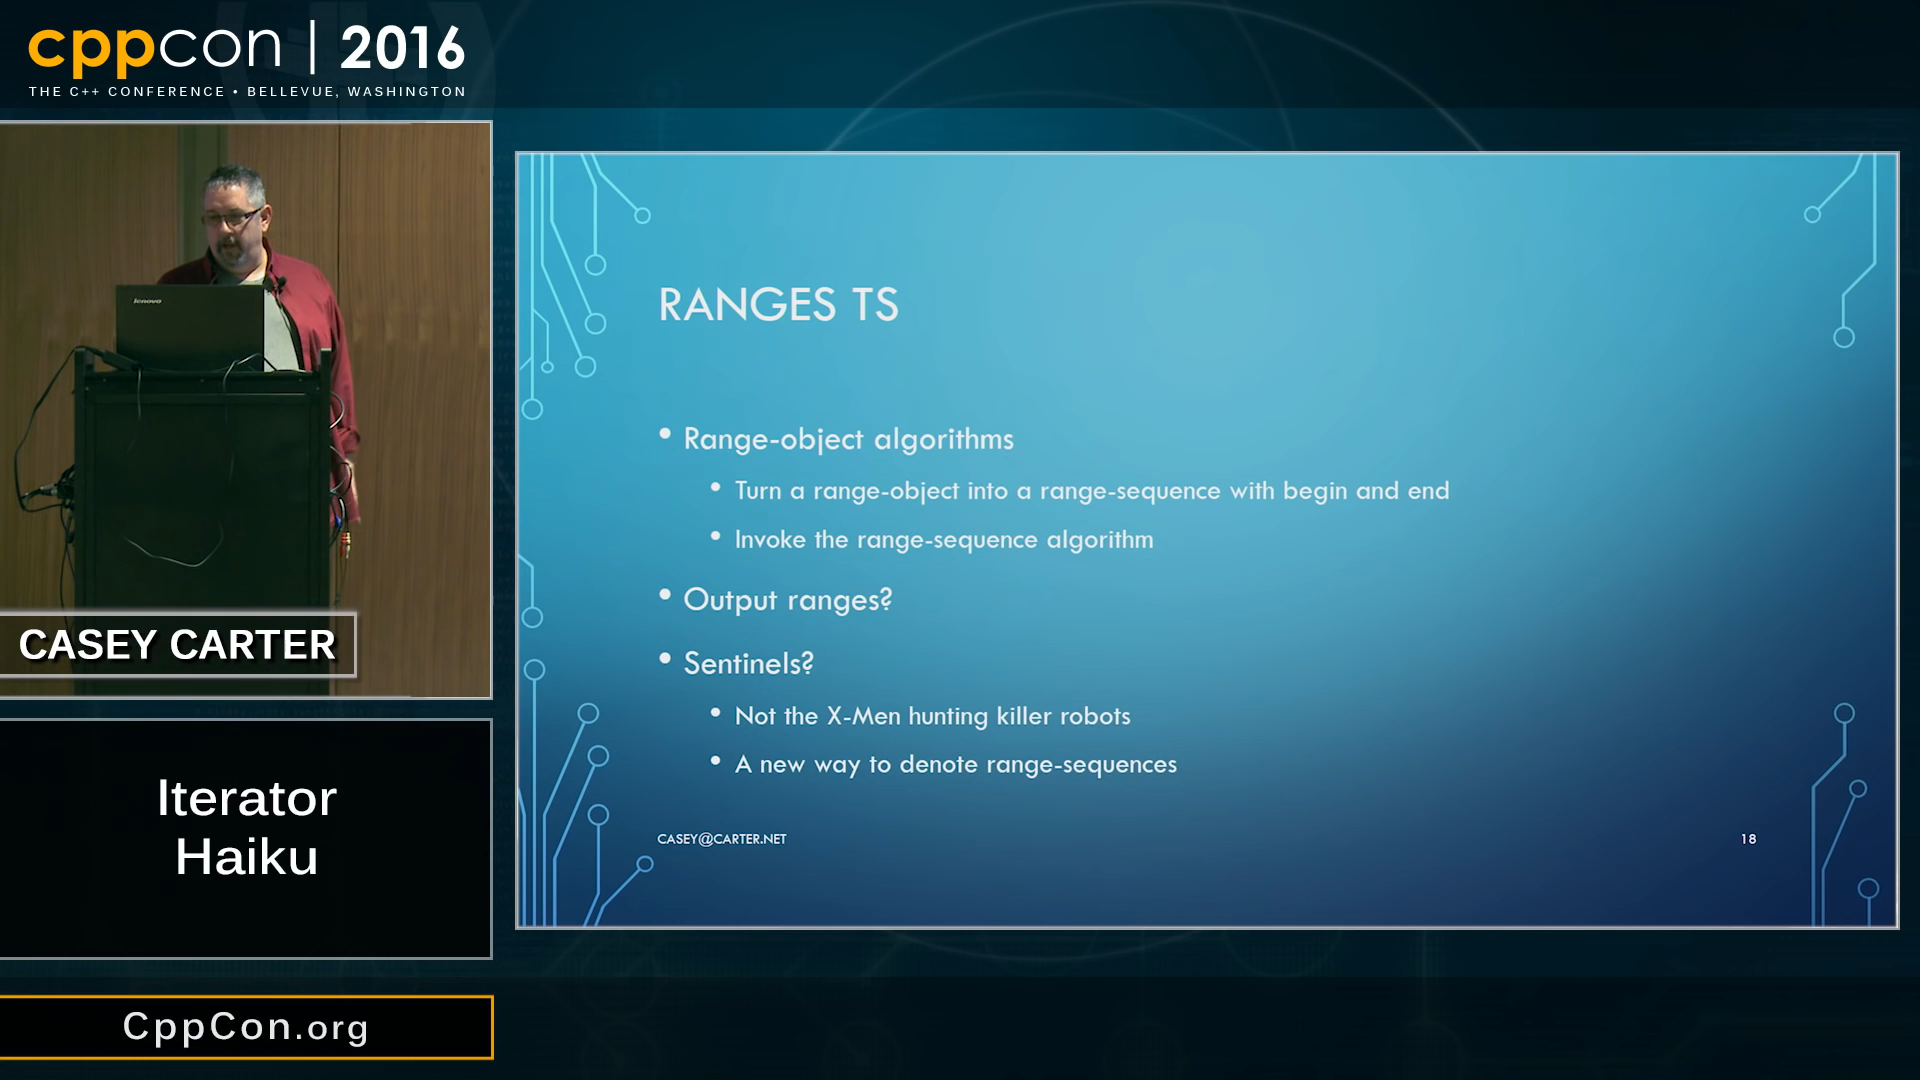 cppcon | 2016
THE C++ CONFERENCE • BELLEVUE, WASHINGTON
lenovo
CASEY CARTER
Iterator
Haiku
CppCon.org
RANGES TS
• Range-object algorithms
• Turn a range-object into a range-sequence with begin and end
• Invoke the range-sequence algorithm
• Output ranges?
• Sentinels?
• Not the X-Men hunting killer robots
• A new way to denote range-sequences
CASEY@CARTER.NET
18